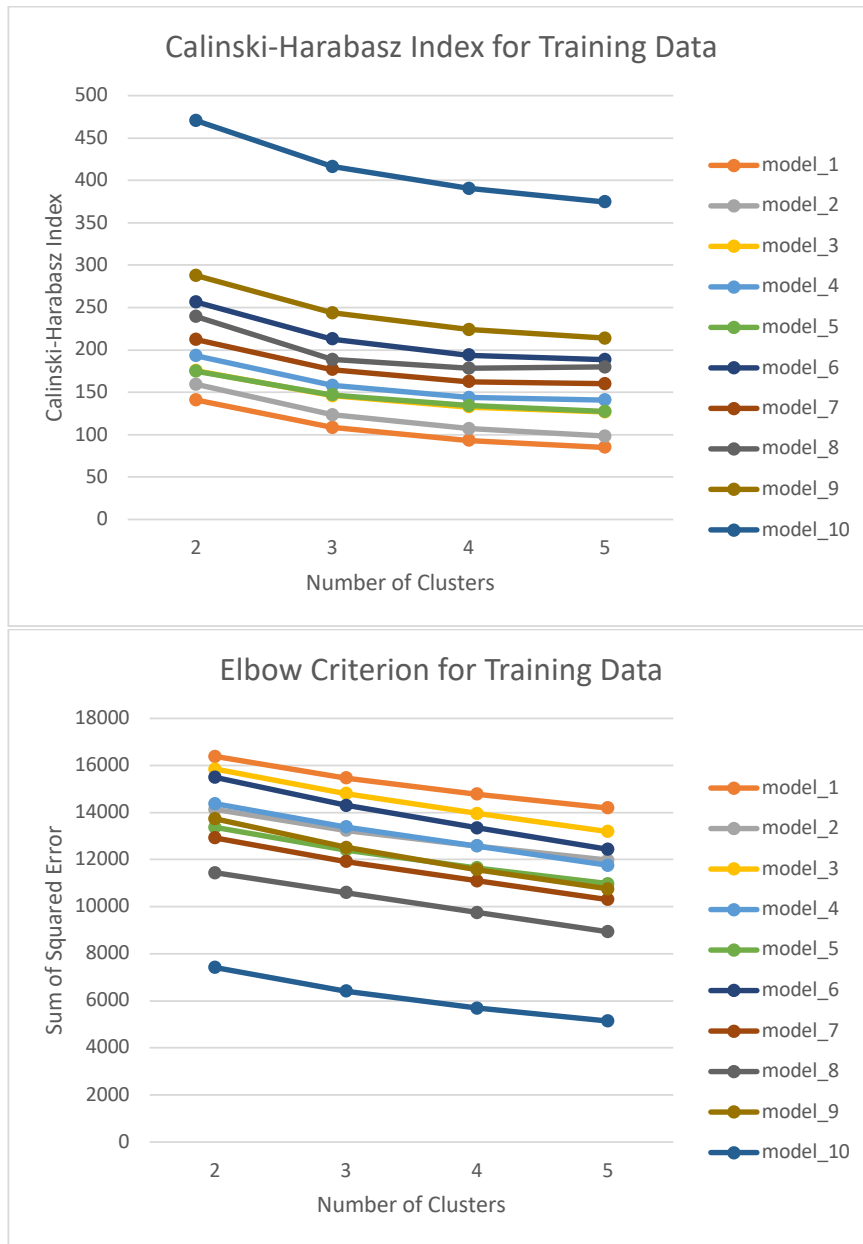 Calinski-Harabasz Index for Training Data
500
450
400
350
300
250
200
150
100
50
0
Calinski-Harabasz Index
2 3 4 5
Number of Clusters
model_1
model_2
model_3
model_4
model_5
model_6
model_7
model_8
model_9
model_10
Elbow Criterion for Training Data
18000
16000
14000
12000
10000
8000
6000
4000
2000
0
Sum of Squared Error
2 3 4 5
Number of Clusters
model_1
model_2
model_3
model_4
model_5
model_6
model_7
model_8
model_9
model_10